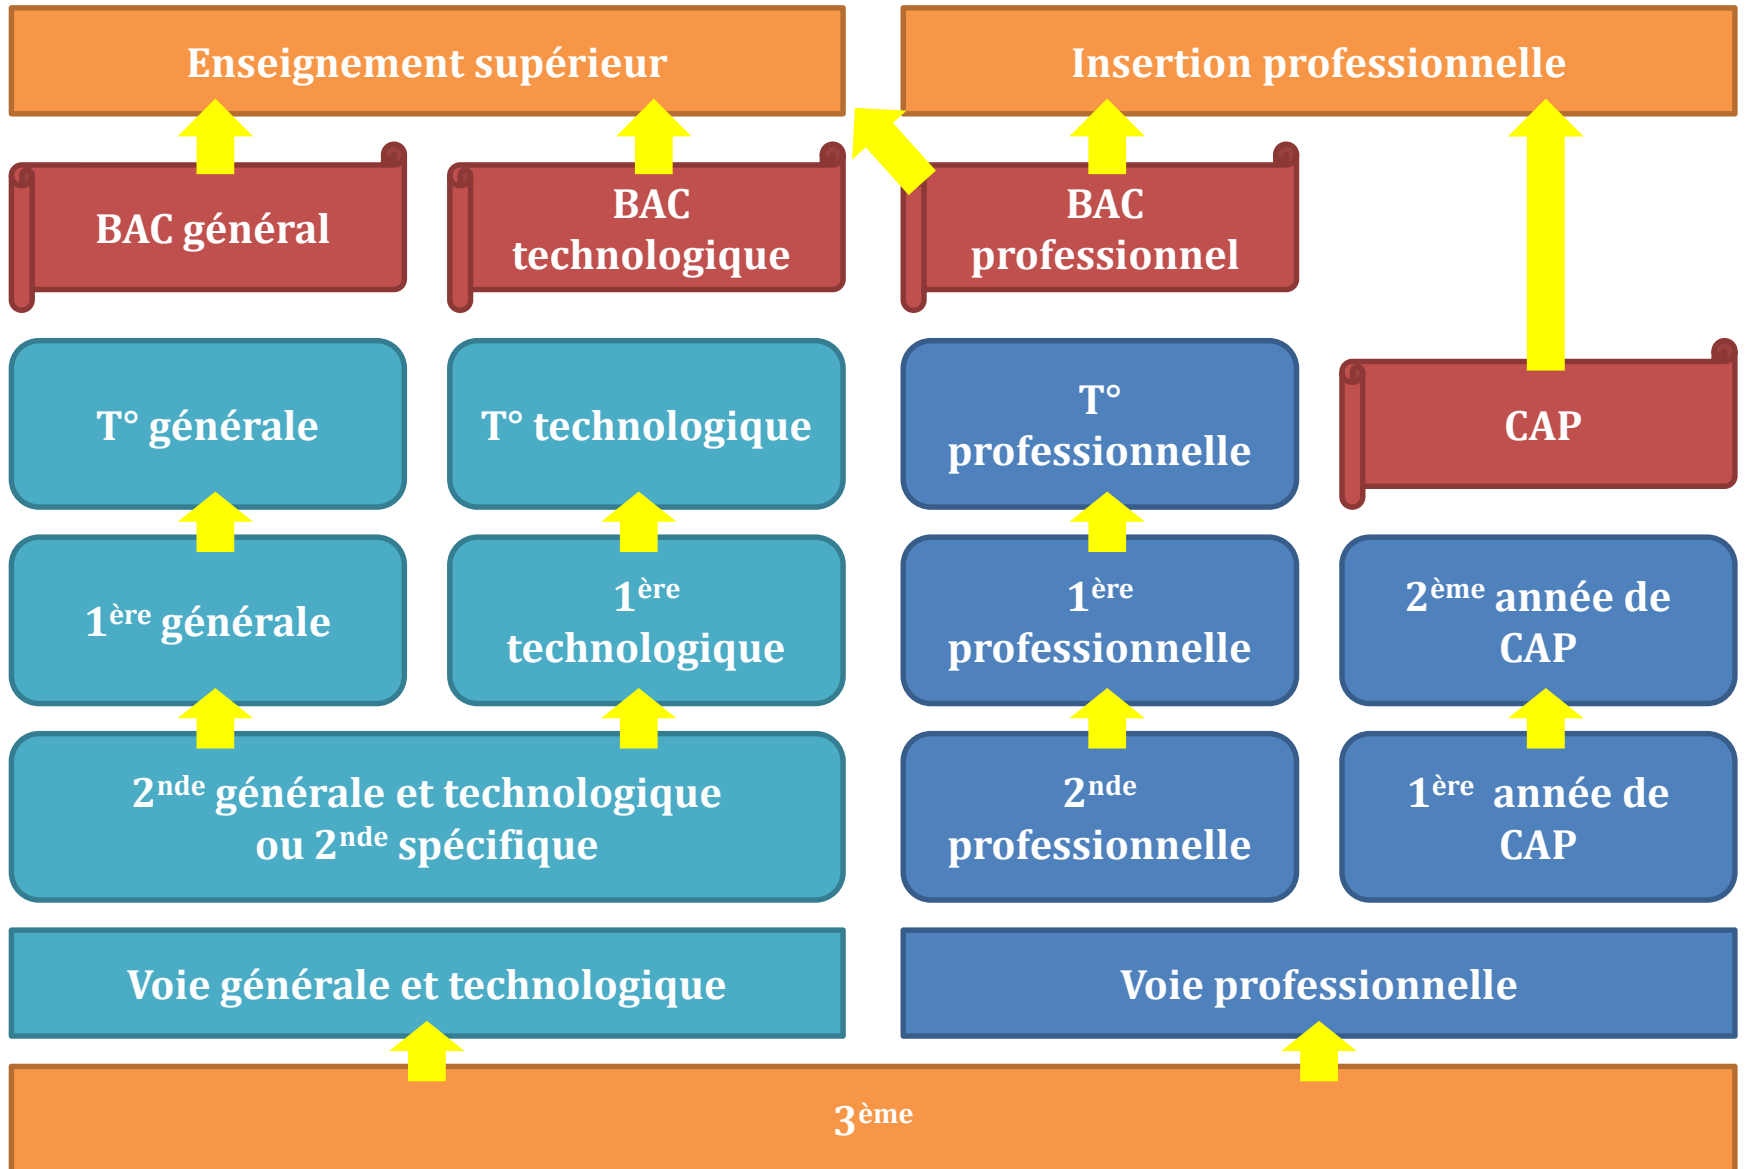 Enseignement supérieur
Insertion professionnelle
BAC général
BAC
technologique
BAC
professionnel
T° générale
T° technologique
T°
professionnelle
CAP
1ère générale
1ère
technologique
1ère
professionnelle
2ème année de
CAP
2nde générale et technologique
ou 2nde spécifique
2nde
professionnelle
1ère année de
CAP
Voie générale et technologique
Voie professionnelle
3ème